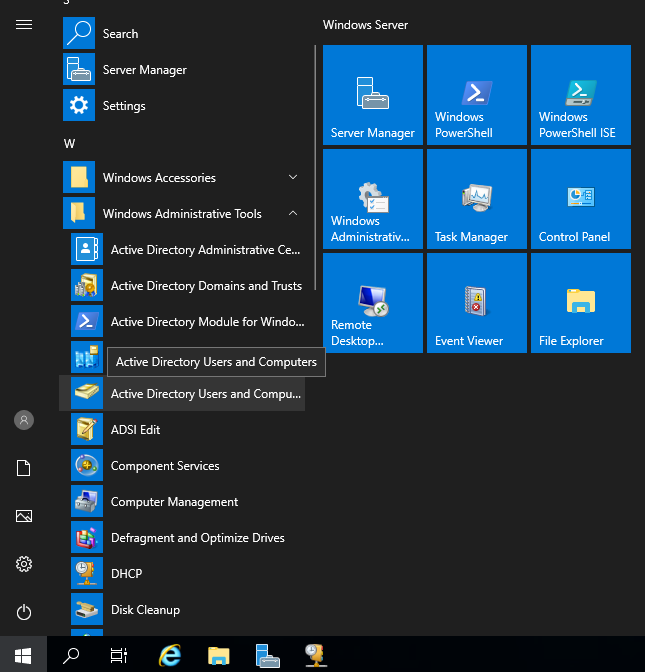 Search
Server Manager
Settings
W
Windows Accessories
Windows Administrative Tools
Active Directory Administrative Ce...
Active Directory Domains and Trusts
Active Directory Module for Windo...
Active Directory Users and Computers
Active Directory Users and Compu...
ADSI Edit
Component Services
Computer Management
Defragment and Optimize Drives
DHCP
Disk Cleanup
Windows Server
Server Manager
Windows
PowerShell
Windows
PowerShell ISE
Windows
Administrativ...
Task Manager
Control Panel
Remote
Desktop...
Event Viewer
File Explorer